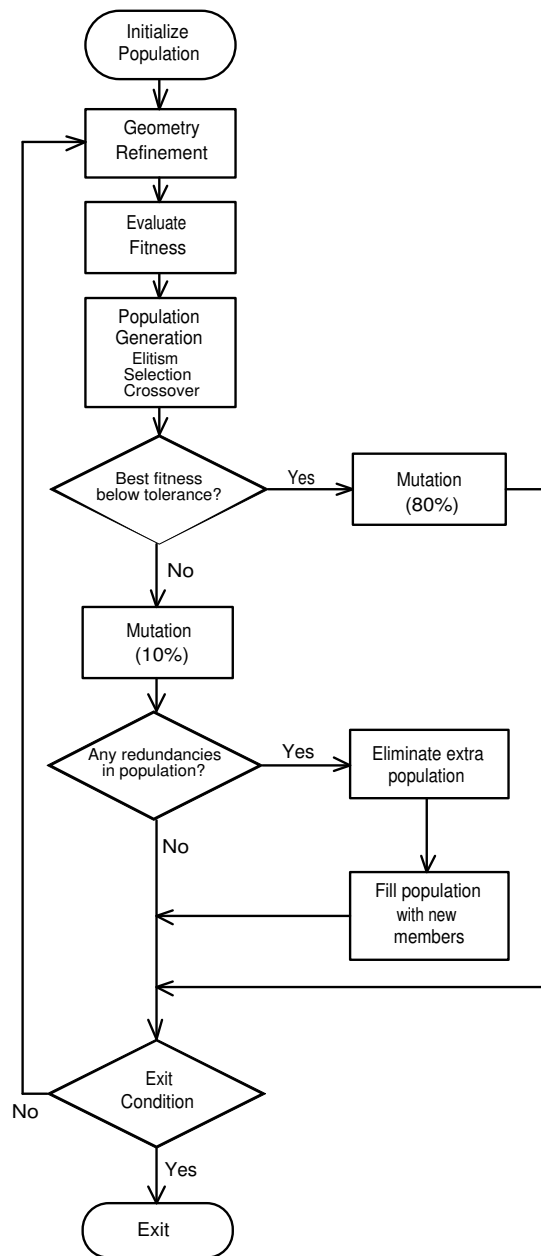 Initialize
Population
Geometry
Refinement
Evaluate
Fitness
Population
Generation
Elitism
Selection
Crossover
Best fitness
below tolerance?
Yes
Mutation
(80%)
No
Mutation
(10%)
Any redundancies
in population?
Yes
Eliminate extra
population
No
Fill population
with new
members
Exit
Condition
No
Yes
Exit